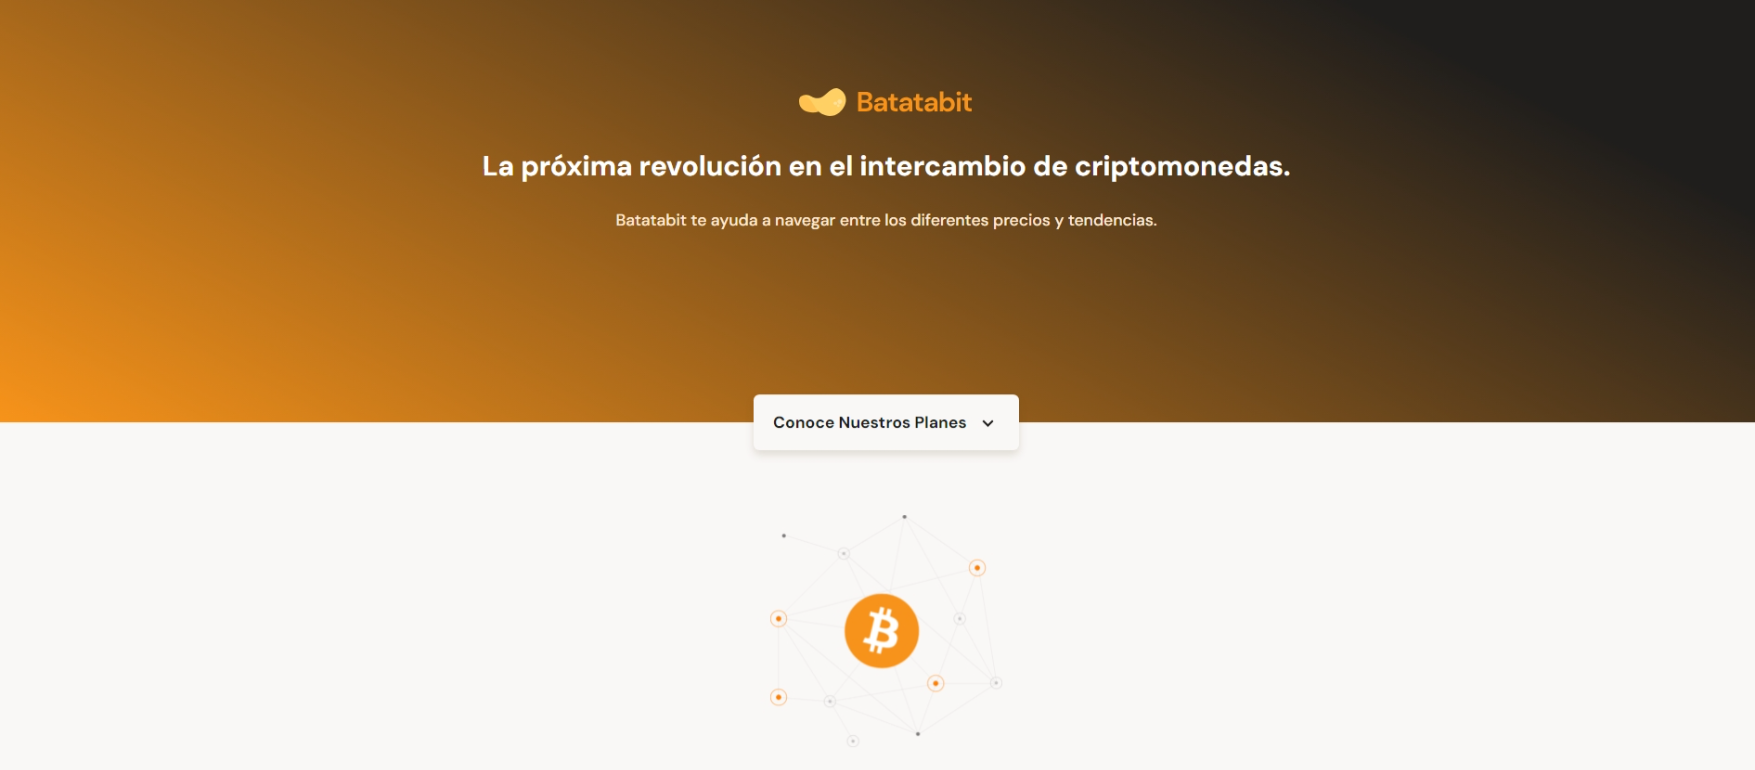 Batatabit
La próxima revolución en el intercambio de criptomonedas.
Batatabit te ayuda a navegar entre los diferentes precios y tendencias.
Conoce Nuestros Planes